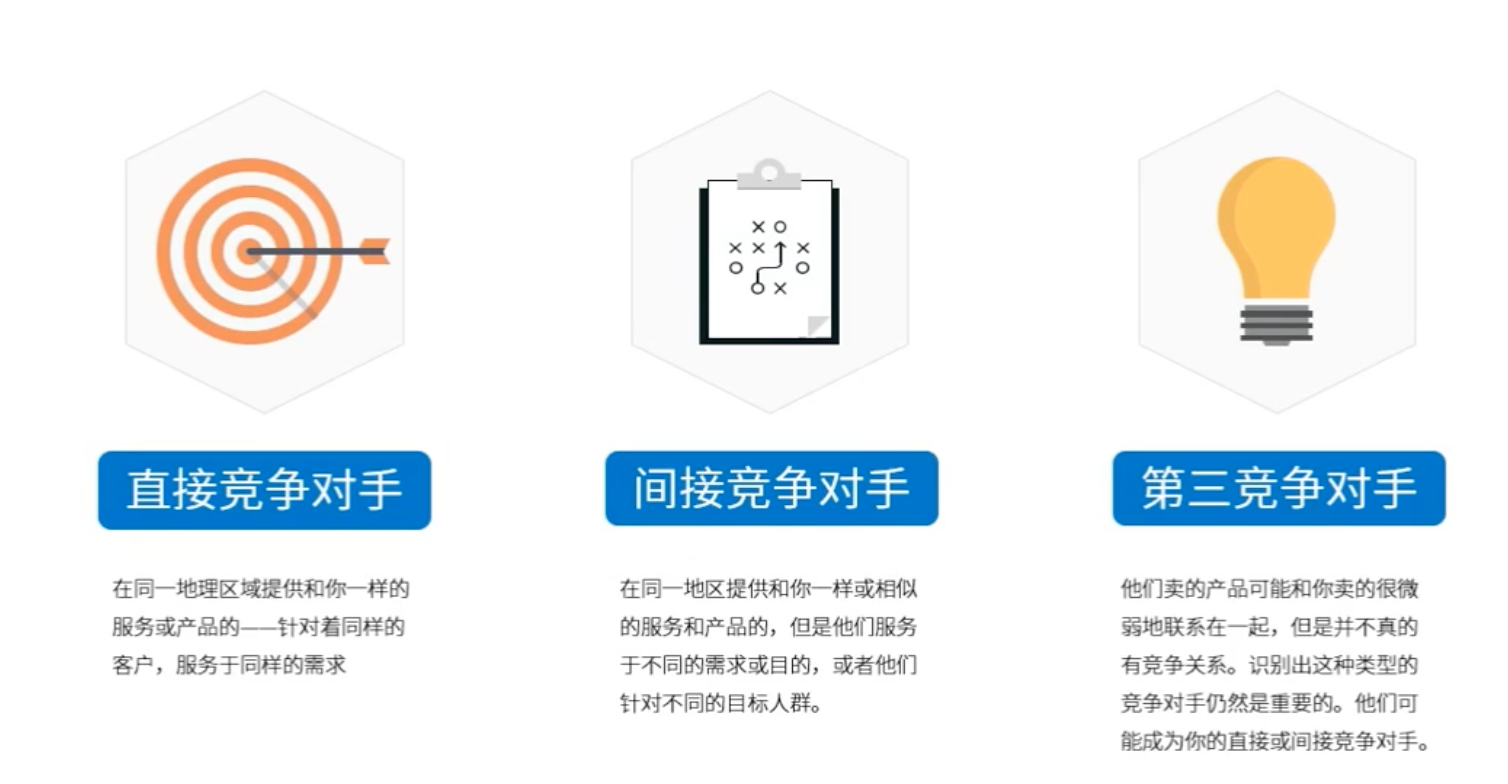 直接竞争对手
在同一地理区域提供和你一样的
服务或产品的——针对着同样的
客户，服务于同样的需求
间接竞争对手
在同一地区提供和你一样或相似
的服务和产品的，但是他们服务
于不同的需求或目的，或者他们
针对不同的目标人群。
第三竞争对手
他们卖的产品可能和你卖的很微
弱地联系在一起，但是并不真的
有竞争关系。识别出这种类型的
竞争对手仍然是重要的。他们可
能成为你的直接或间接竞争对手。